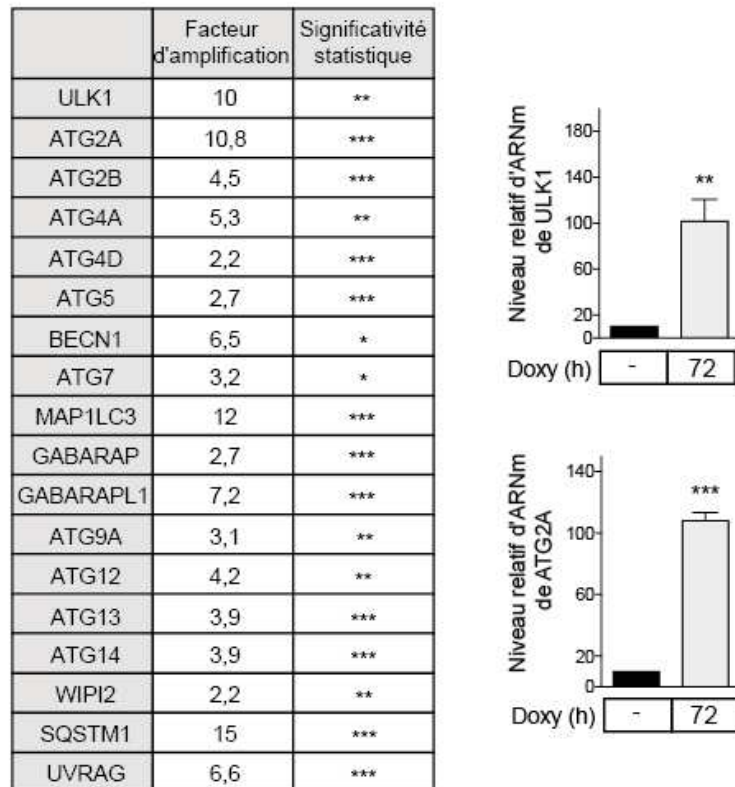 Facteur d'amplification Significativité statistique
ULK1 10 **
ATG2A 10,8 ***
ATG2B 4,5 ***
ATG4A 5,3 **
ATG4D 2,2 ***
ATG5 2,7 ***
BECN1 6,5 *
ATG7 3,2 *
MAP1LC3 12 ***
GABARAP 2,7 ***
GABARAPL1 7,2 ***
ATG9A 3,1 **
ATG12 4,2 **
ATG13 3,9 ***
ATG14 3,9 ***
WIPI2 2,2 **
SQSTM1 15 ***
UVRAG 6,6 ***
Niveau relatif d'ARNm
de ULK1
180
140
100
60
20
0
**
Doxy (h) - 72
Niveau relatif d'ARNm
de ATG2A
140
100
60
20
0
***
Doxy (h) - 72